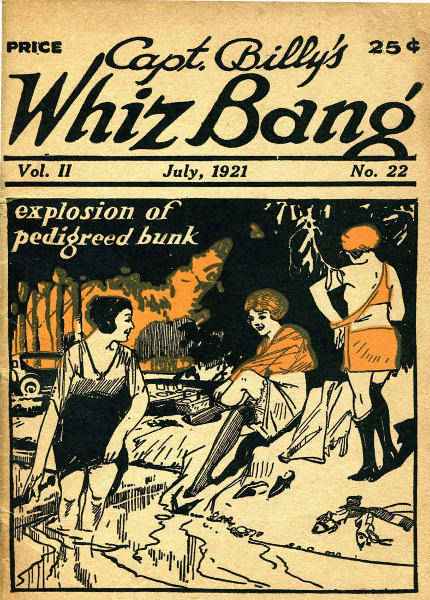 PRICE Capt. Billy's 25¢
Whiz Bang
Vol. II July, 1921 No. 22
explosion of
pedigreed bunk